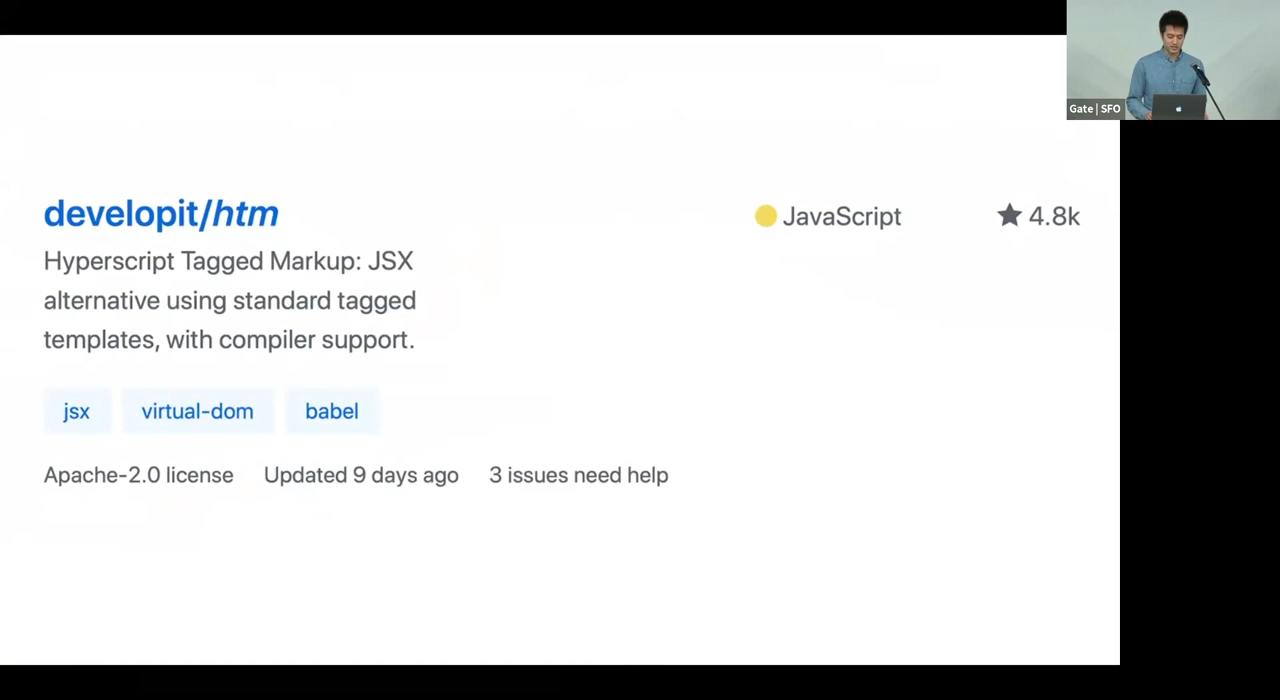 Gate | SFO
developit/htm
JavaScript
4.8k
Hyperscript Tagged Markup: JSX
alternative using standard tagged
templates, with compiler support.
jsx
virtual-dom
babel
Apache-2.0 license
Updated 9 days ago
3 issues need help